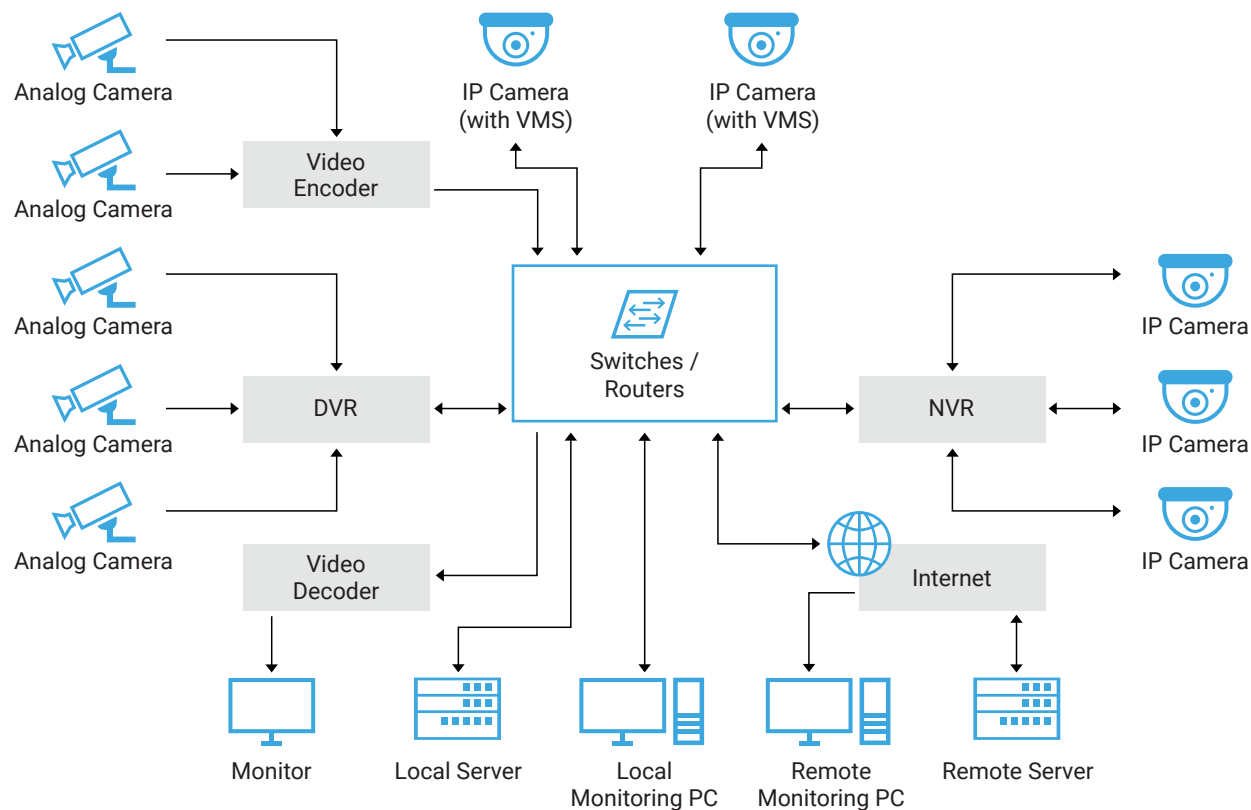 Analog Camera
IP Camera
(with VMS)
IP Camera
(with VMS)
Video
Encoder
Analog Camera
Analog Camera
IP Camera
Switches /
Routers
DVR
NVR
Analog Camera
IP Camera
Analog Camera
IP Camera
Video
Decoder
Internet
Monitor
Local Server
Local
Monitoring PC
Remote
Monitoring PC
Remote Server